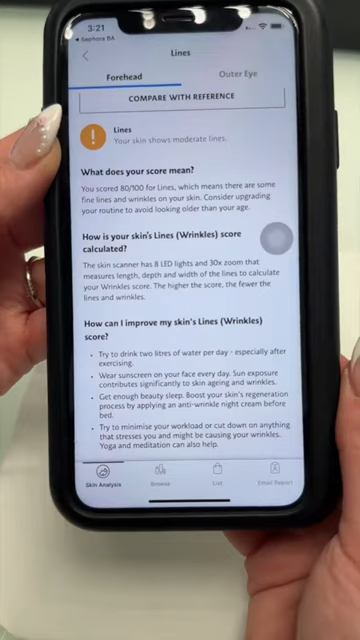 3:21
Sephora BA
Lines
Forehead
Outer Eye
COMPARE WITH REFERENCE
Lines
Your skin shows moderate lines.
What does your score mean?
You scored 80/100 for Lines, which means there are some
fine lines and wrinkles on your skin. Consider upgrading
your routine to avoid looking older than your age.
How is your skin's Lines (Wrinkles) score
calculated?
The skin scanner has 8 LED lights and 30x zoom that
measures length, depth and width of the lines to calculate
your Wrinkles score. The higher the score, the fewer the
lines and wrinkles.
How can I improve my skin's Lines (Wrinkles)
score?
• Try to drink two litres of water per day - especially after
exercising.
• Wear sunscreen on your face every day. Sun exposure
contributes significantly to skin ageing and wrinkles.
• Get enough beauty sleep. Boost your skin's regeneration
process by applying an anti-wrinkle night cream before
bed.
• Try to minimise your workload or cut down on anything
that stresses you and might be causing your wrinkles.
Yoga and meditation can also help.
Skin Analysis
Browse
List
Email Report